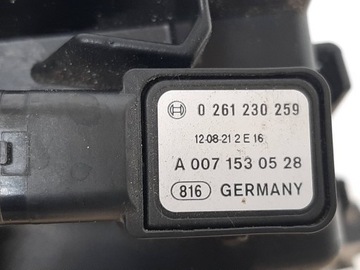 0 261 230 259
12-08-21 2 E 16
A 007 153 05 28
816 GERMANY